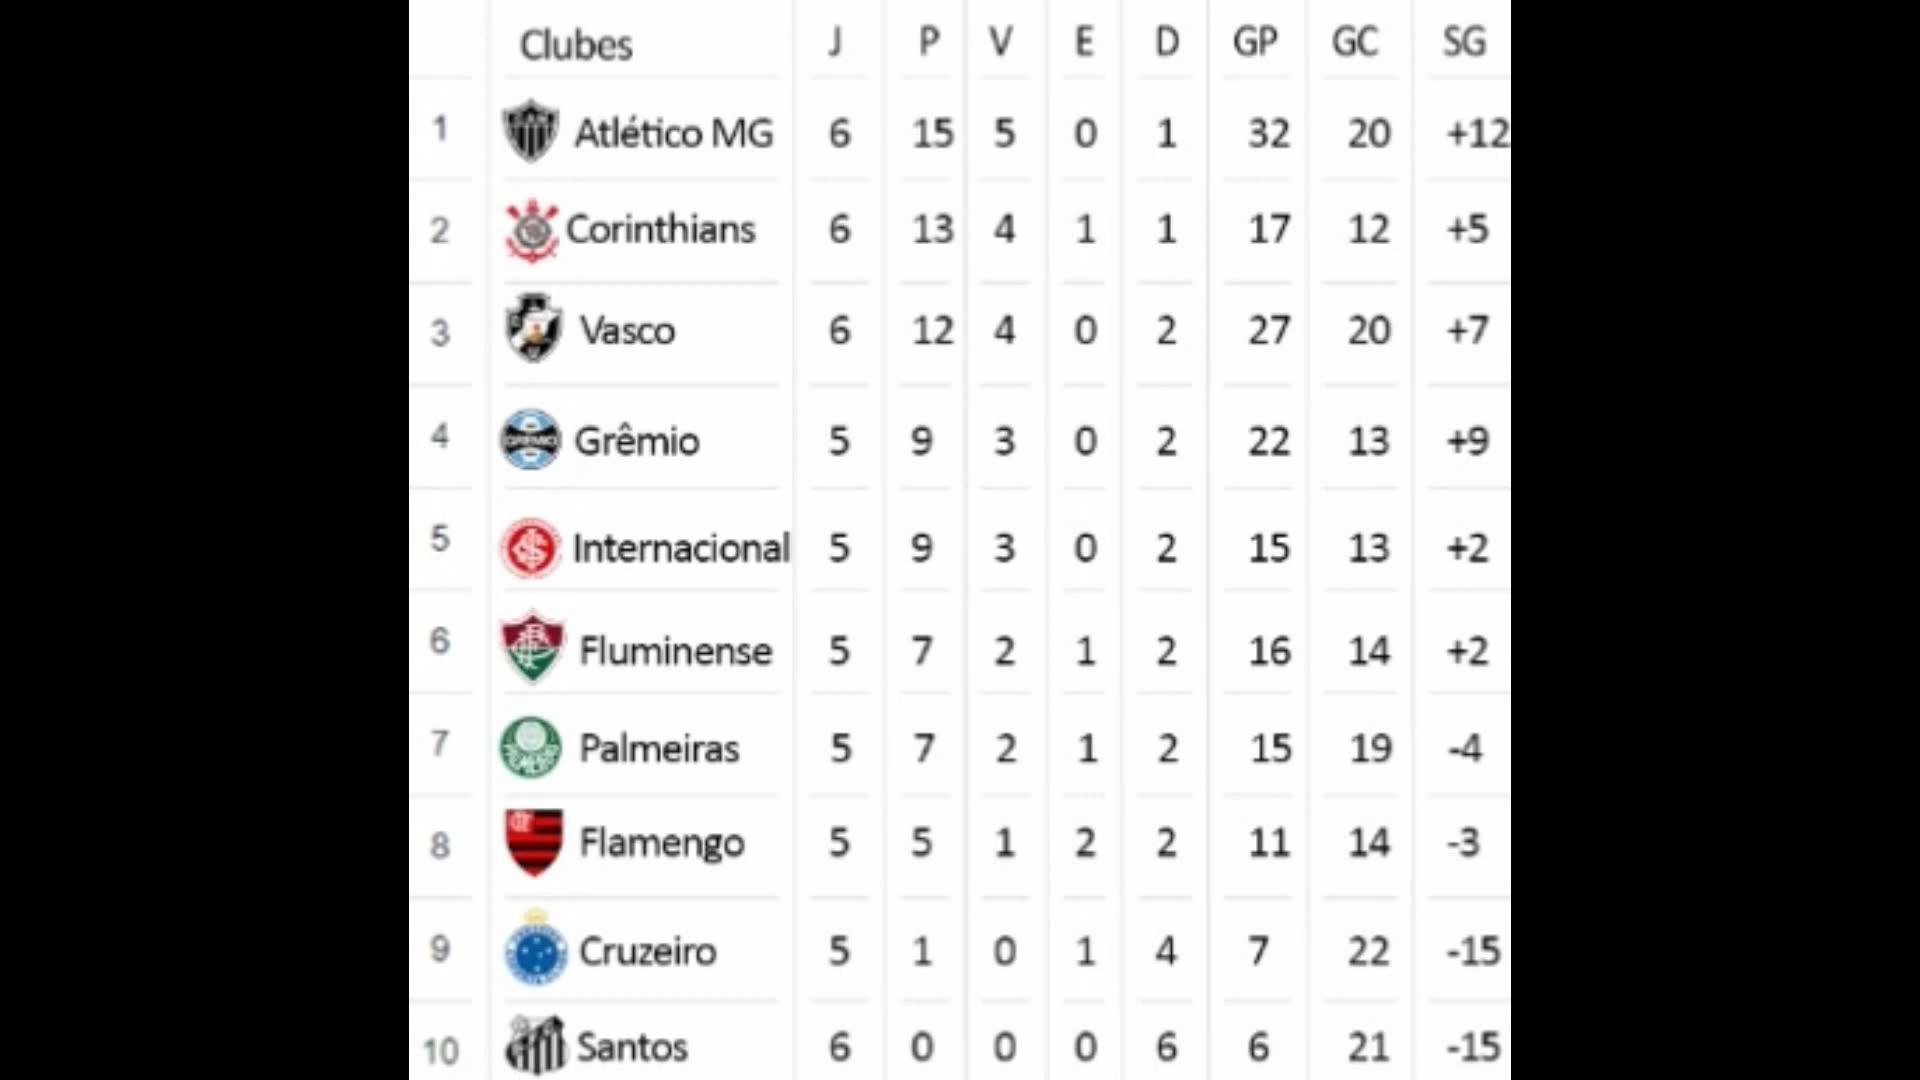 Clubes J P V E D GP GC SG
1 Atlético MG 6 15 5 0 1 32 20 +12
2 Corinthians 6 13 4 1 1 17 12 +5
3 Vasco 6 12 4 0 2 27 20 +7
4 GRÊMIO Grêmio 5 9 3 0 2 22 13 +9
5 Internacional 5 9 3 0 2 15 13 +2
6 Fluminense 5 7 2 1 2 16 14 +2
7 Palmeiras 5 7 2 1 2 15 19 -4
8 Flamengo 5 5 1 2 2 11 14 -3
9 Cruzeiro 5 1 0 1 4 7 22 -15
10 Santos 6 0 0 0 6 6 21 -15